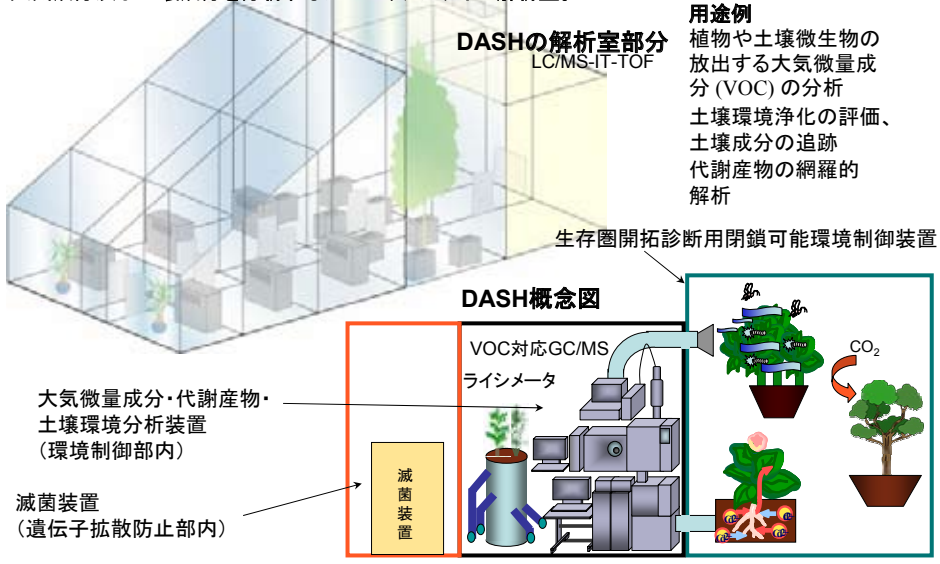 DASHの解析室部分
LC/MS-IT-TOF
用途例
植物や土壌微生物の
放出する大気微量成
分 (VOC) の分析
土壌環境浄化の評価、
土壌成分の追跡
代謝産物の網羅的
解析
生存圏開拓診断用閉鎖可能環境制御装置
DASH概念図
VOC対応GC/MS
ライシメータ
CO₂
大気微量成分・代謝産物・
土壌環境分析装置
（環境制御部内）
滅菌装置
（遺伝子拡散防止部内）
滅
菌
装
置